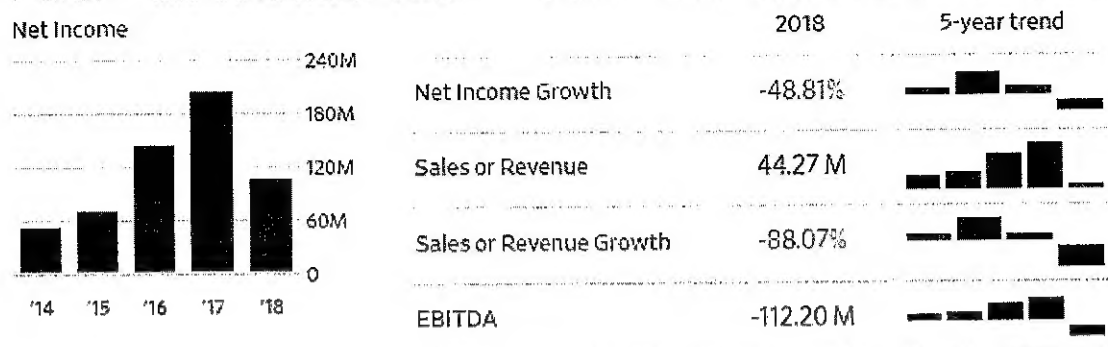 Net Income
240M
180M
120M
60M
0
'14 '15 '16 '17 '18
2018 5-year trend
Net Income Growth -48.81%
Sales or Revenue 44.27 M
Sales or Revenue Growth -88.07%
EBITDA -112.20 M